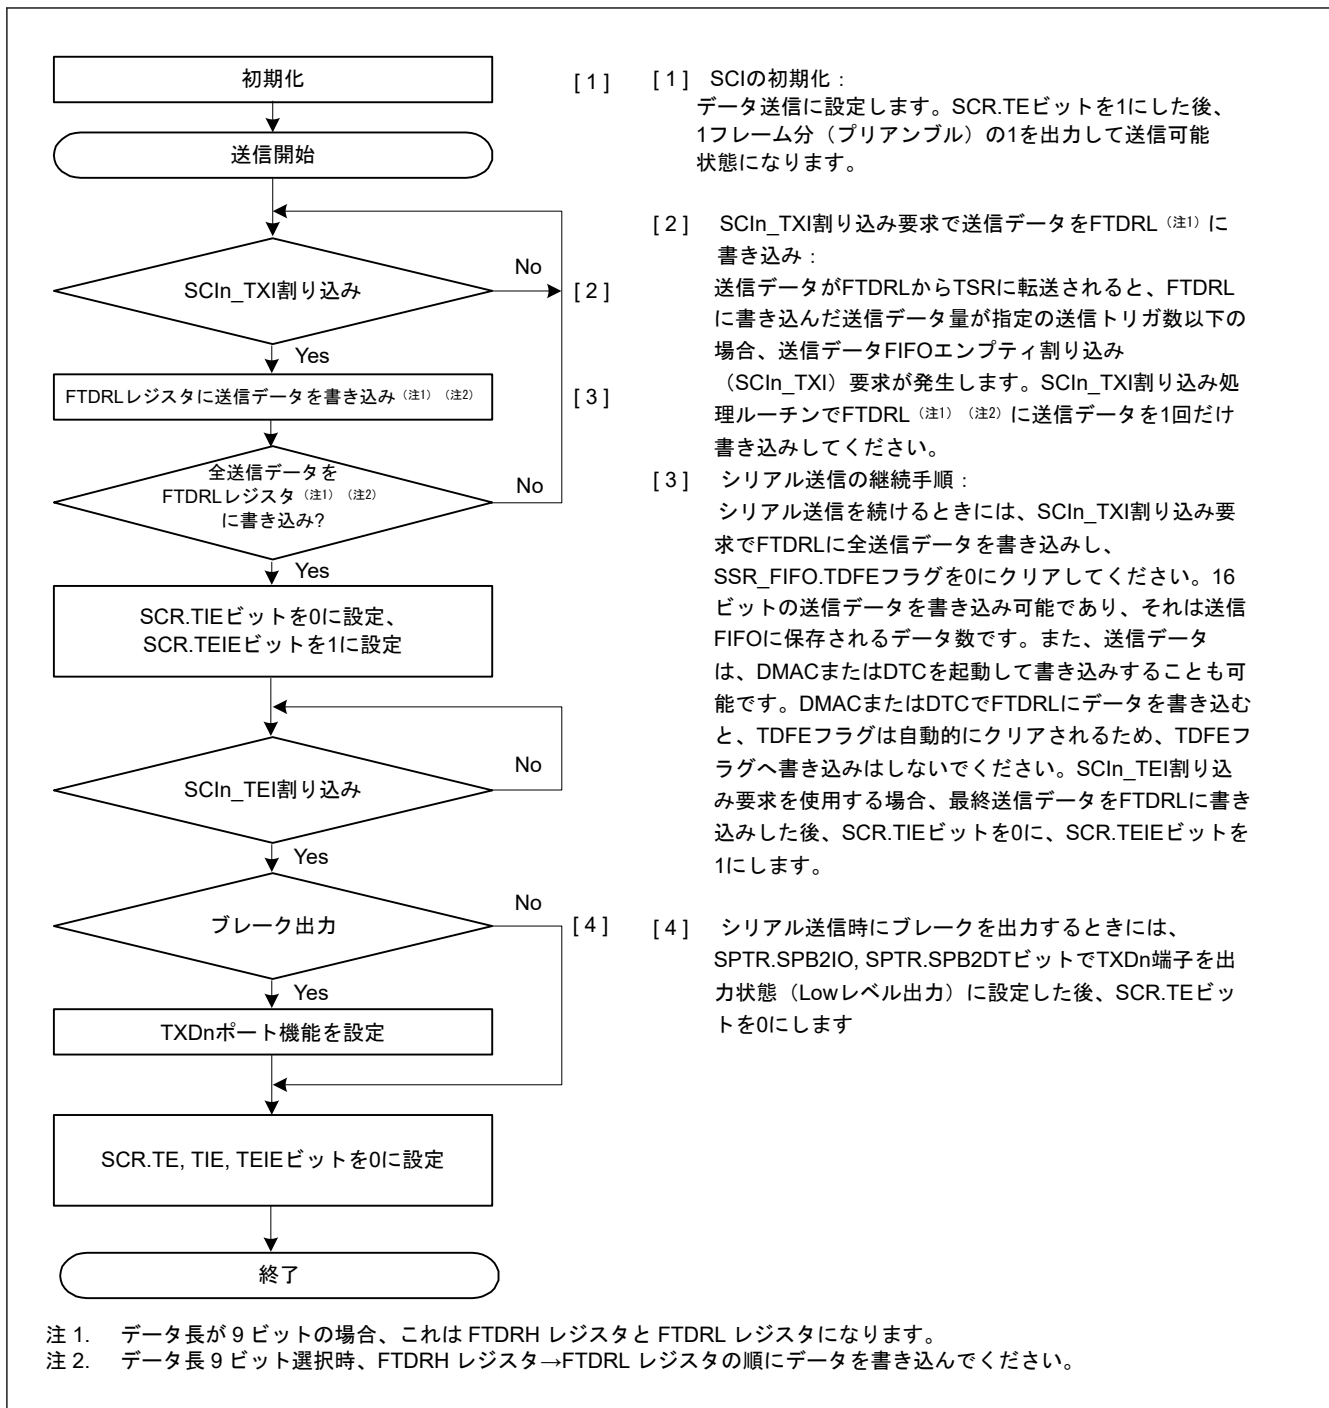 初期化
[ 1 ]
送信開始
SCIn_TXI割り込み
No
[ 2 ]
Yes
FTDRLレジスタに送信データを書き込み（注1）（注2）
[ 3 ]
全送信データを
FTDRLレジスタ（注1）（注2）
に書き込み?
No
Yes
SCR.TIEビットを0に設定、
SCR.TEIEビットを1に設定
SCIn_TEI割り込み
No
Yes
ブレーク出力
No
[ 4 ]
Yes
TXDnポート機能を設定
SCR.TE, TIE, TEIEビットを0に設定
終了
[ 1 ] SCIの初期化：
データ送信に設定します。SCR.TEビットを1にした後、
1フレーム分（プリアンブル）の1を出力して送信可能
状態になります。
[ 2 ] SCIn_TXI割り込み要求で送信データをFTDRL（注1）に
書き込み：
送信データがFTDRLからTSRに転送されると、FTDRL
に書き込んだ送信データ量が指定の送信トリガ数以下の
場合、送信データFIFOエンプティ割り込み
（SCIn_TXI）要求が発生します。SCIn_TXI割り込み処
理ルーチンでFTDRL（注1）（注2）に送信データを1回だけ
書き込みしてください。
[ 3 ] シリアル送信の継続手順：
シリアル送信を続けるときには、SCIn_TXI割り込み要
求でFTDRLに全送信データを書き込みし、
SSR_FIFO.TDFEフラグを0にクリアしてください。16
ビットの送信データを書き込み可能であり、それは送信
FIFOに保存されるデータ数です。また、送信データ
は、DMACまたはDTCを起動して書き込みすることも可
能です。DMACまたはDTCでFTDRLにデータを書き込む
と、TDFEフラグは自動的にクリアされるため、TDFEフ
ラグへ書き込みはしないでください。SCIn_TEI割り込
み要求を使用する場合、最終送信データをFTDRLに書き
込みした後、SCR.TIEビットを0に、SCR.TEIEビットを
1にします。
[ 4 ] シリアル送信時にブレークを出力するときには、
SPTR.SPB2IO, SPTR.SPB2DTビットでTXDn端子を出
力状態（Lowレベル出力）に設定した後、SCR.TEビッ
トを0にします
注 1. データ長が 9 ビットの場合、これは FTDRH レジスタと FTDRL レジスタになります。
注 2. データ長 9 ビット選択時、FTDRH レジスタ→FTDRL レジスタの順にデータを書き込んでください。